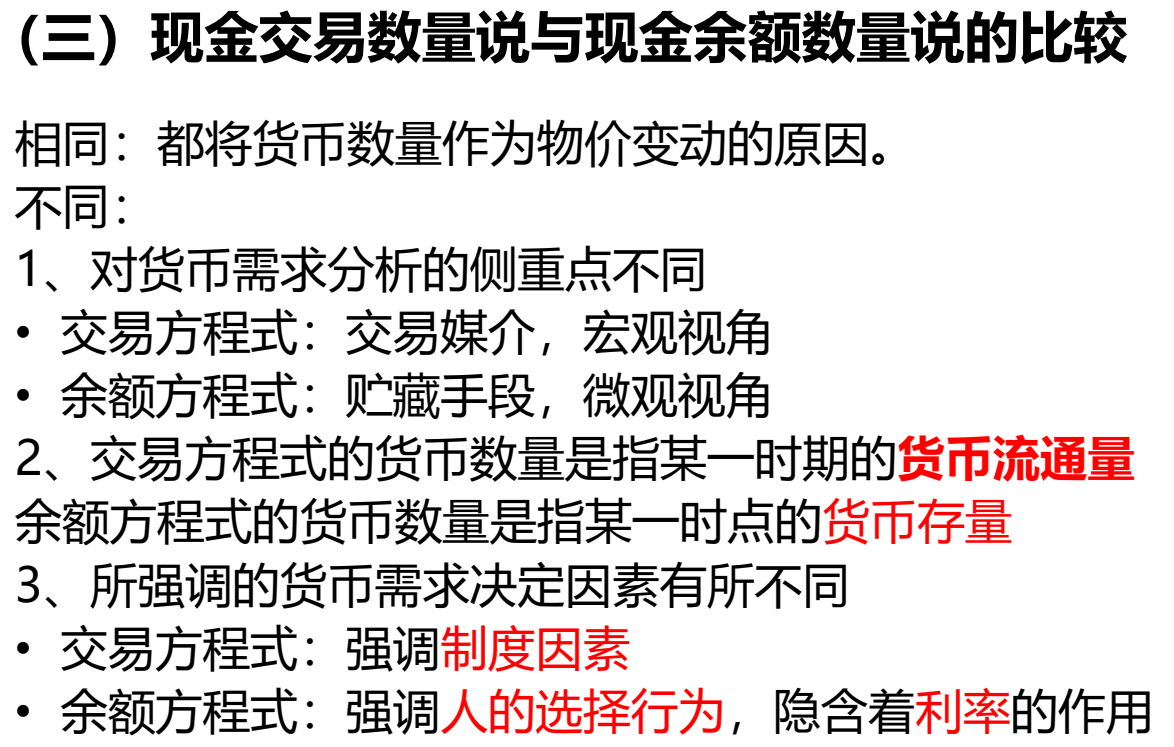 （三）现金交易数量说与现金余额数量说的比较
相同：都将货币数量作为物价变动的原因。
不同：
1、对货币需求分析的侧重点不同
• 交易方程式：交易媒介，宏观视角
• 余额方程式：贮藏手段，微观视角
2、交易方程式的货币数量是指某一时期的货币流通量
余额方程式的货币数量是指某一时点的货币存量
3、所强调的货币需求决定因素有所不同
• 交易方程式：强调制度因素
• 余额方程式：强调人的选择行为，隐含着利率的作用